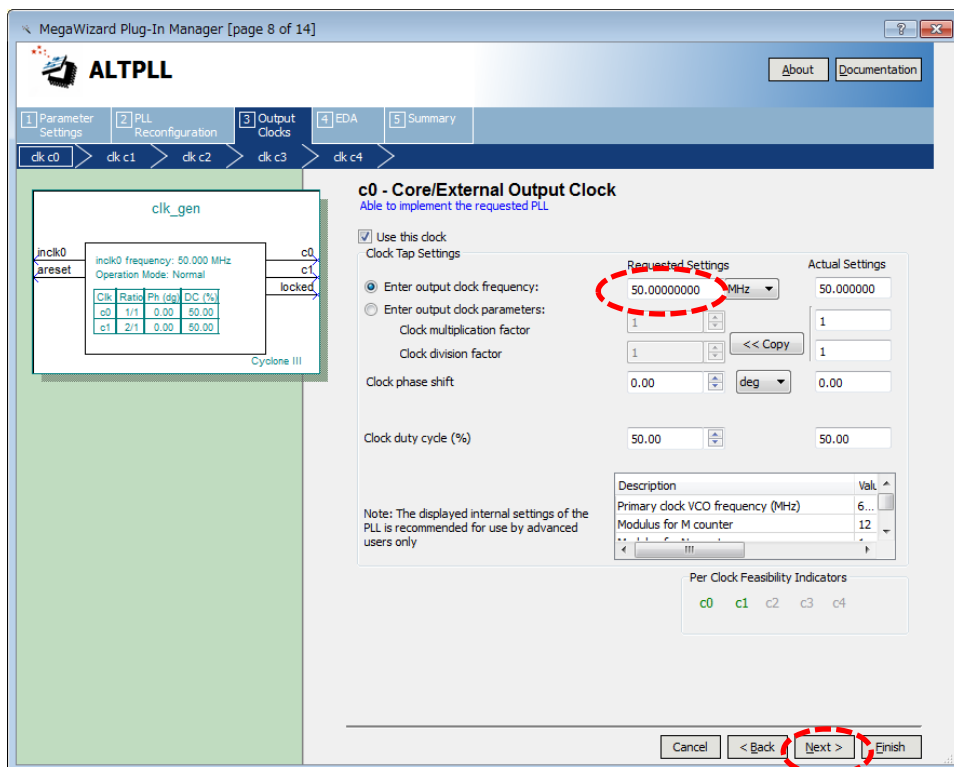 MegaWizard Plug-In Manager [page 8 of 14]
?
ALTPLL
About
Documentation
1 Parameter Settings
2 PLL Reconfiguration
3 Output Clocks
4 EDA
5 Summary
clk c0
clk c1
clk c2
clk c3
clk c4
clk_gen
inclk0
areset
c0
c1
locked
inclk0 frequency: 50.000 MHz
Operation Mode: Normal
Clk Ratio Ph (dg) DC (%)
c0 1/1 0.00 50.00
c1 2/1 0.00 50.00
Cyclone III
c0 - Core/External Output Clock
Able to implement the requested PLL
Use this clock
Clock Tap Settings
Requested Settings
Actual Settings
Enter output clock frequency:
50.00000000
MHz
50.000000
Enter output clock parameters:
Clock multiplication factor
1
1
Clock division factor
1
<< Copy
1
Clock phase shift
0.00
deg
0.00
Clock duty cycle (%)
50.00
50.00
Note: The displayed internal settings of the
PLL is recommended for use by advanced
users only
Description
Primary clock VCO frequency (MHz) 6...
Modulus for M counter 12
Per Clock Feasibility Indicators
c0 c1 c2 c3 c4
Cancel
< Back
Next >
Finish